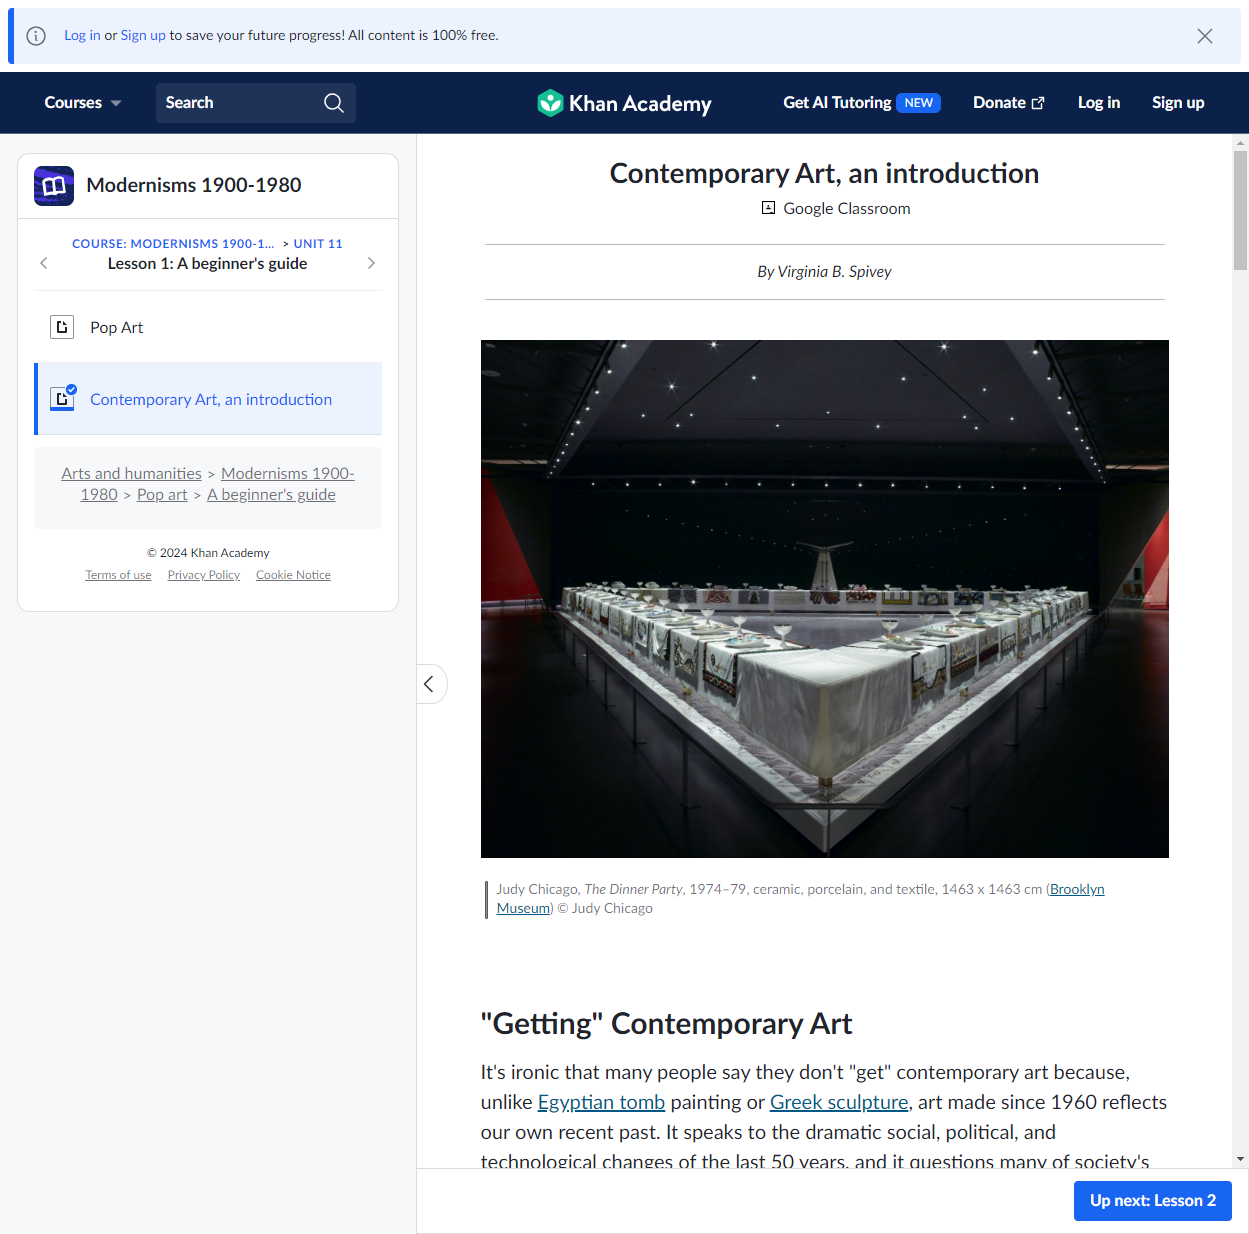 Log in or Sign up to save your future progress! All content is 100% free.
Courses
Search
Khan Academy
Get AI Tutoring NEW
Donate
Log in
Sign up
Modernisms 1900-1980
COURSE: MODERNISMS 1900-1... > UNIT 11
Lesson 1: A beginner's guide
Pop Art
Contemporary Art, an introduction
Arts and humanities > Modernisms 1900-
1980 > Pop art > A beginner's guide
© 2024 Khan Academy
Terms of use Privacy Policy Cookie Notice
Contemporary Art, an introduction
Google Classroom
By Virginia B. Spivey
Judy Chicago, The Dinner Party, 1974–79, ceramic, porcelain, and textile, 1463 x 1463 cm (Brooklyn
Museum) © Judy Chicago
"Getting" Contemporary Art
It's ironic that many people say they don't "get" contemporary art because,
unlike Egyptian tomb painting or Greek sculpture, art made since 1960 reflects
our own recent past. It speaks to the dramatic social, political, and
technological changes of the last 50 years, and it questions many of society's
Up next: Lesson 2